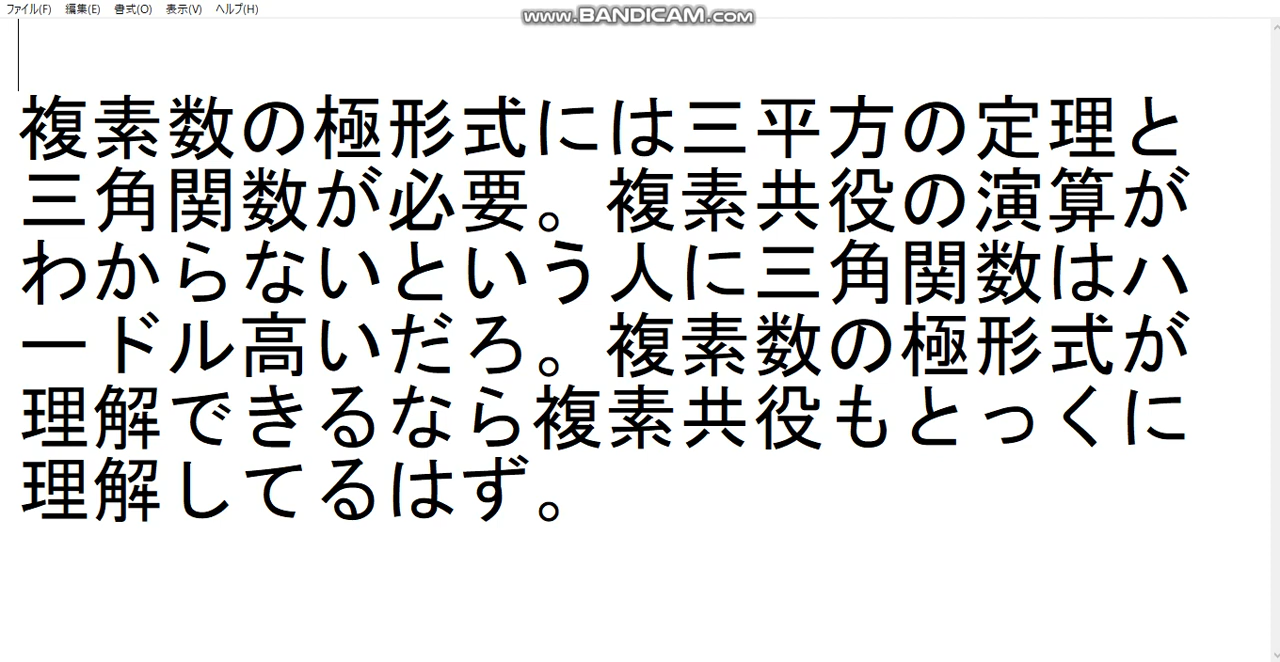 ファイル(F) 編集(E) 書式(O) 表示(V) ヘルプ(H)
www.BANDICAM.com
複素数の極形式には三平方の定理と
三角関数が必要。複素共役の演算が
わからないという人に三角関数はハ
ードル高いだろ。複素数の極形式が
理解できるなら複素共役もとっくに
理解してるはず。